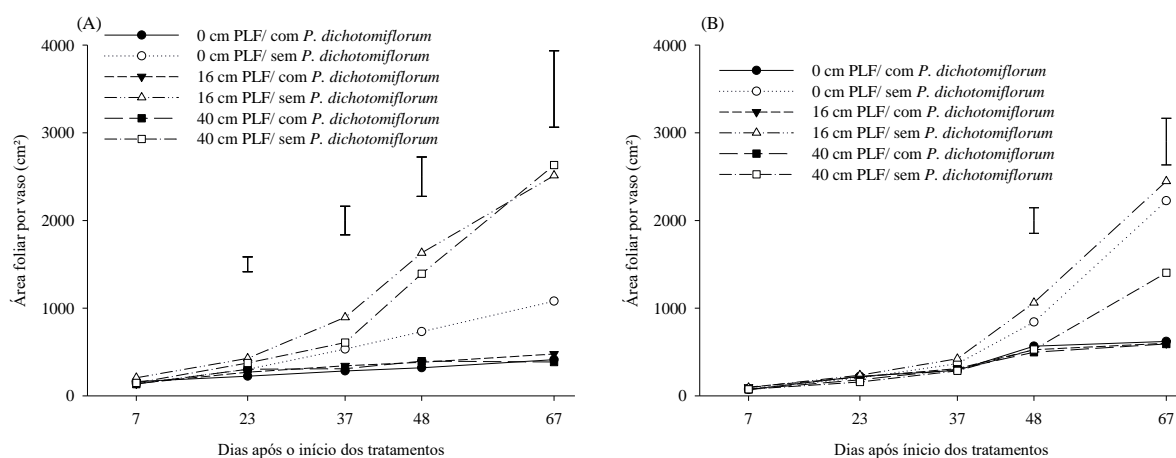 (A)
0 cm PLF/ com P. dichotomiflorum
0 cm PLF/ sem P. dichotomiflorum
16 cm PLF/ com P. dichotomiflorum
16 cm PLF/ sem P. dichotomiflorum
40 cm PLF/ com P. dichotomiflorum
40 cm PLF/ sem P. dichotomiflorum
Área foliar por vaso (cm²)
4000
3000
2000
1000
0
7 23 37 48 67
Dias após o início dos tratamentos
(B)
0 cm PLF/ com P. dichotomiflorum
0 cm PLF/ sem P. dichotomiflorum
16 cm PLF/ com P. dichotomiflorum
16 cm PLF/ sem P. dichotomiflorum
40 cm PLF/ com P. dichotomiflorum
40 cm PLF/ sem P. dichotomiflorum
Área foliar por vaso (cm²)
4000
3000
2000
1000
0
7 23 37 48 67
Dias após ínicio dos tratamentos